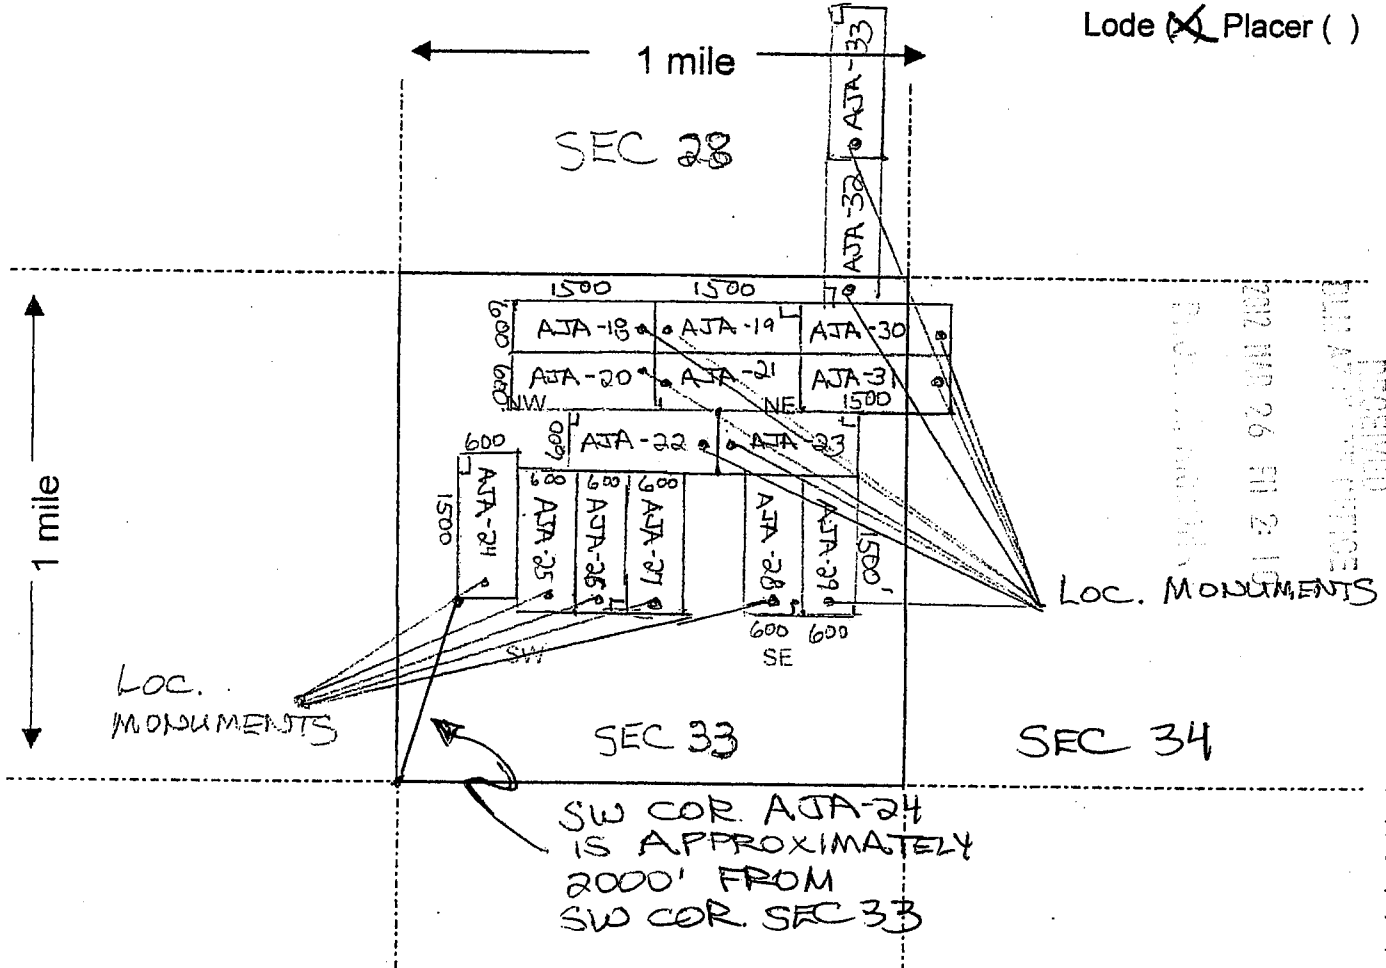 Lode (X) Placer ( )
1 mile
AJA-33
SEC 28
AJA-32
1500 1500
600 AJA-18 AJA-19 AJA-30
600 AJA-20 AJA-21 AJA-31
NW NE 1500
600 AJA-22 AJA-23
600
1500 AJA-24
600 600 600
AJA-25 AJA-26 AJA-27 AJA-28 AJA-29 1500'
600 600
SW SE
1 mile
LOC. MONUMENTS
LOC.
MONUMENTS
SEC 33
SEC 34
SW COR. AJA-24
IS APPROXIMATELY
2000' FROM
SW COR. SEC 33
RECEIVED